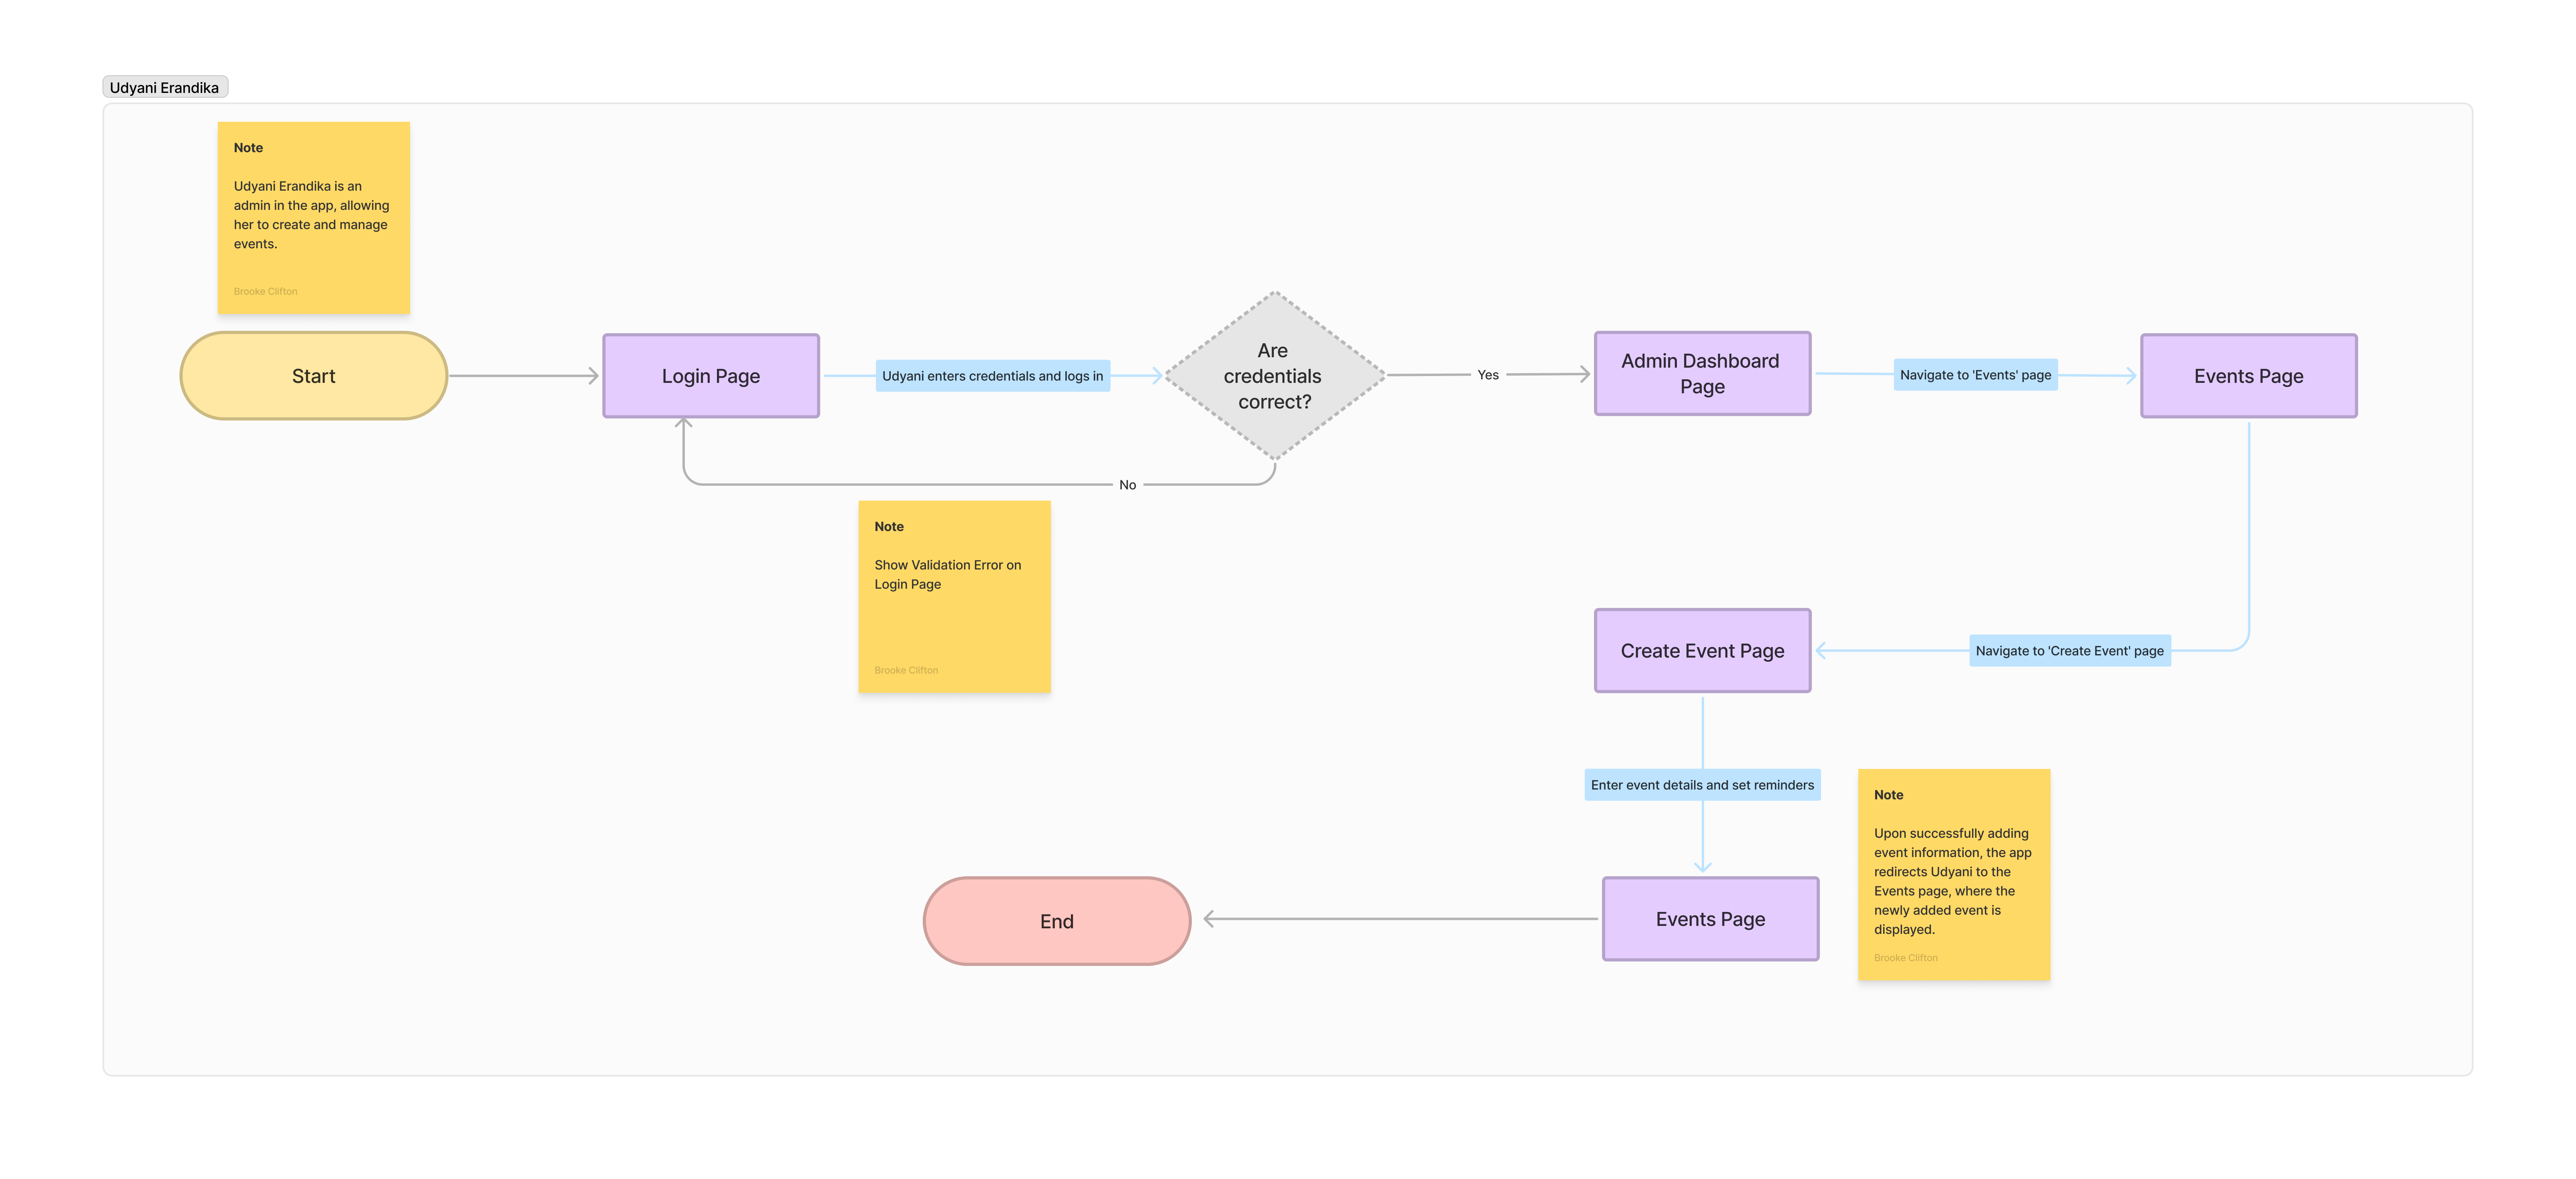 Udyani Erandika
Note
Udyani Erandika is an
admin in the app, allowing
her to create and manage
events.
Brooke Clifton
Start
Login Page
Udyani enters credentials and logs in
Are
credentials
correct?
Yes
Admin Dashboard
Page
Navigate to 'Events' page
Events Page
No
Note
Show Validation Error on
Login Page
Brooke Clifton
Navigate to 'Create Event' page
Create Event Page
Enter event details and set reminders
Note
Upon successfully adding
event information, the app
redirects Udyani to the
Events page, where the
newly added event is
displayed.
Brooke Clifton
Events Page
End